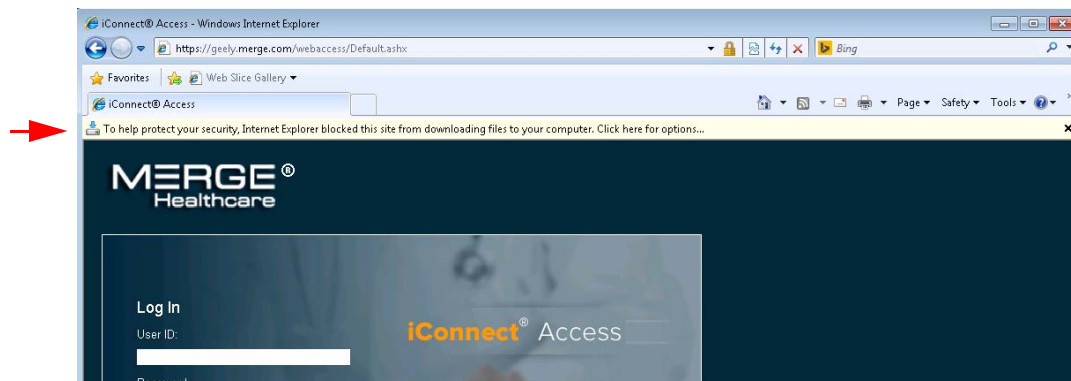 iConnect® Access - Windows Internet Explorer
https://geely.merge.com/webaccess/Default.ashx
Bing
Favorites
Web Slice Gallery
iConnect® Access
Page
Safety
Tools
To help protect your security, Internet Explorer blocked this site from downloading files to your computer. Click here for options...
MERGE®
Healthcare
Log In
User ID:
iConnect® Access